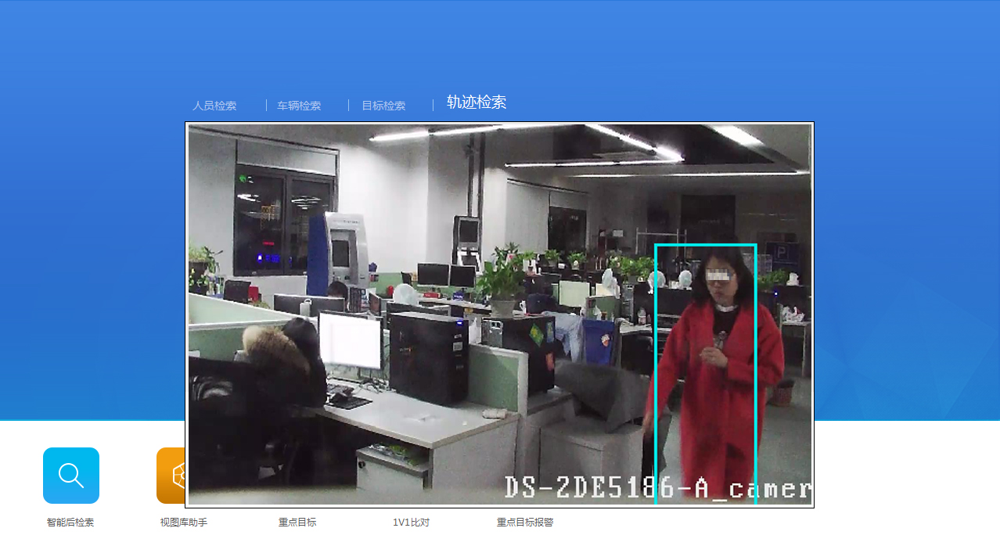 人员检索
车辆检索
目标检索
轨迹检索
P
DS-2DE5186-A_camer
智能后检索
视图库助手
重点目标
1V1比对
重点目标报警